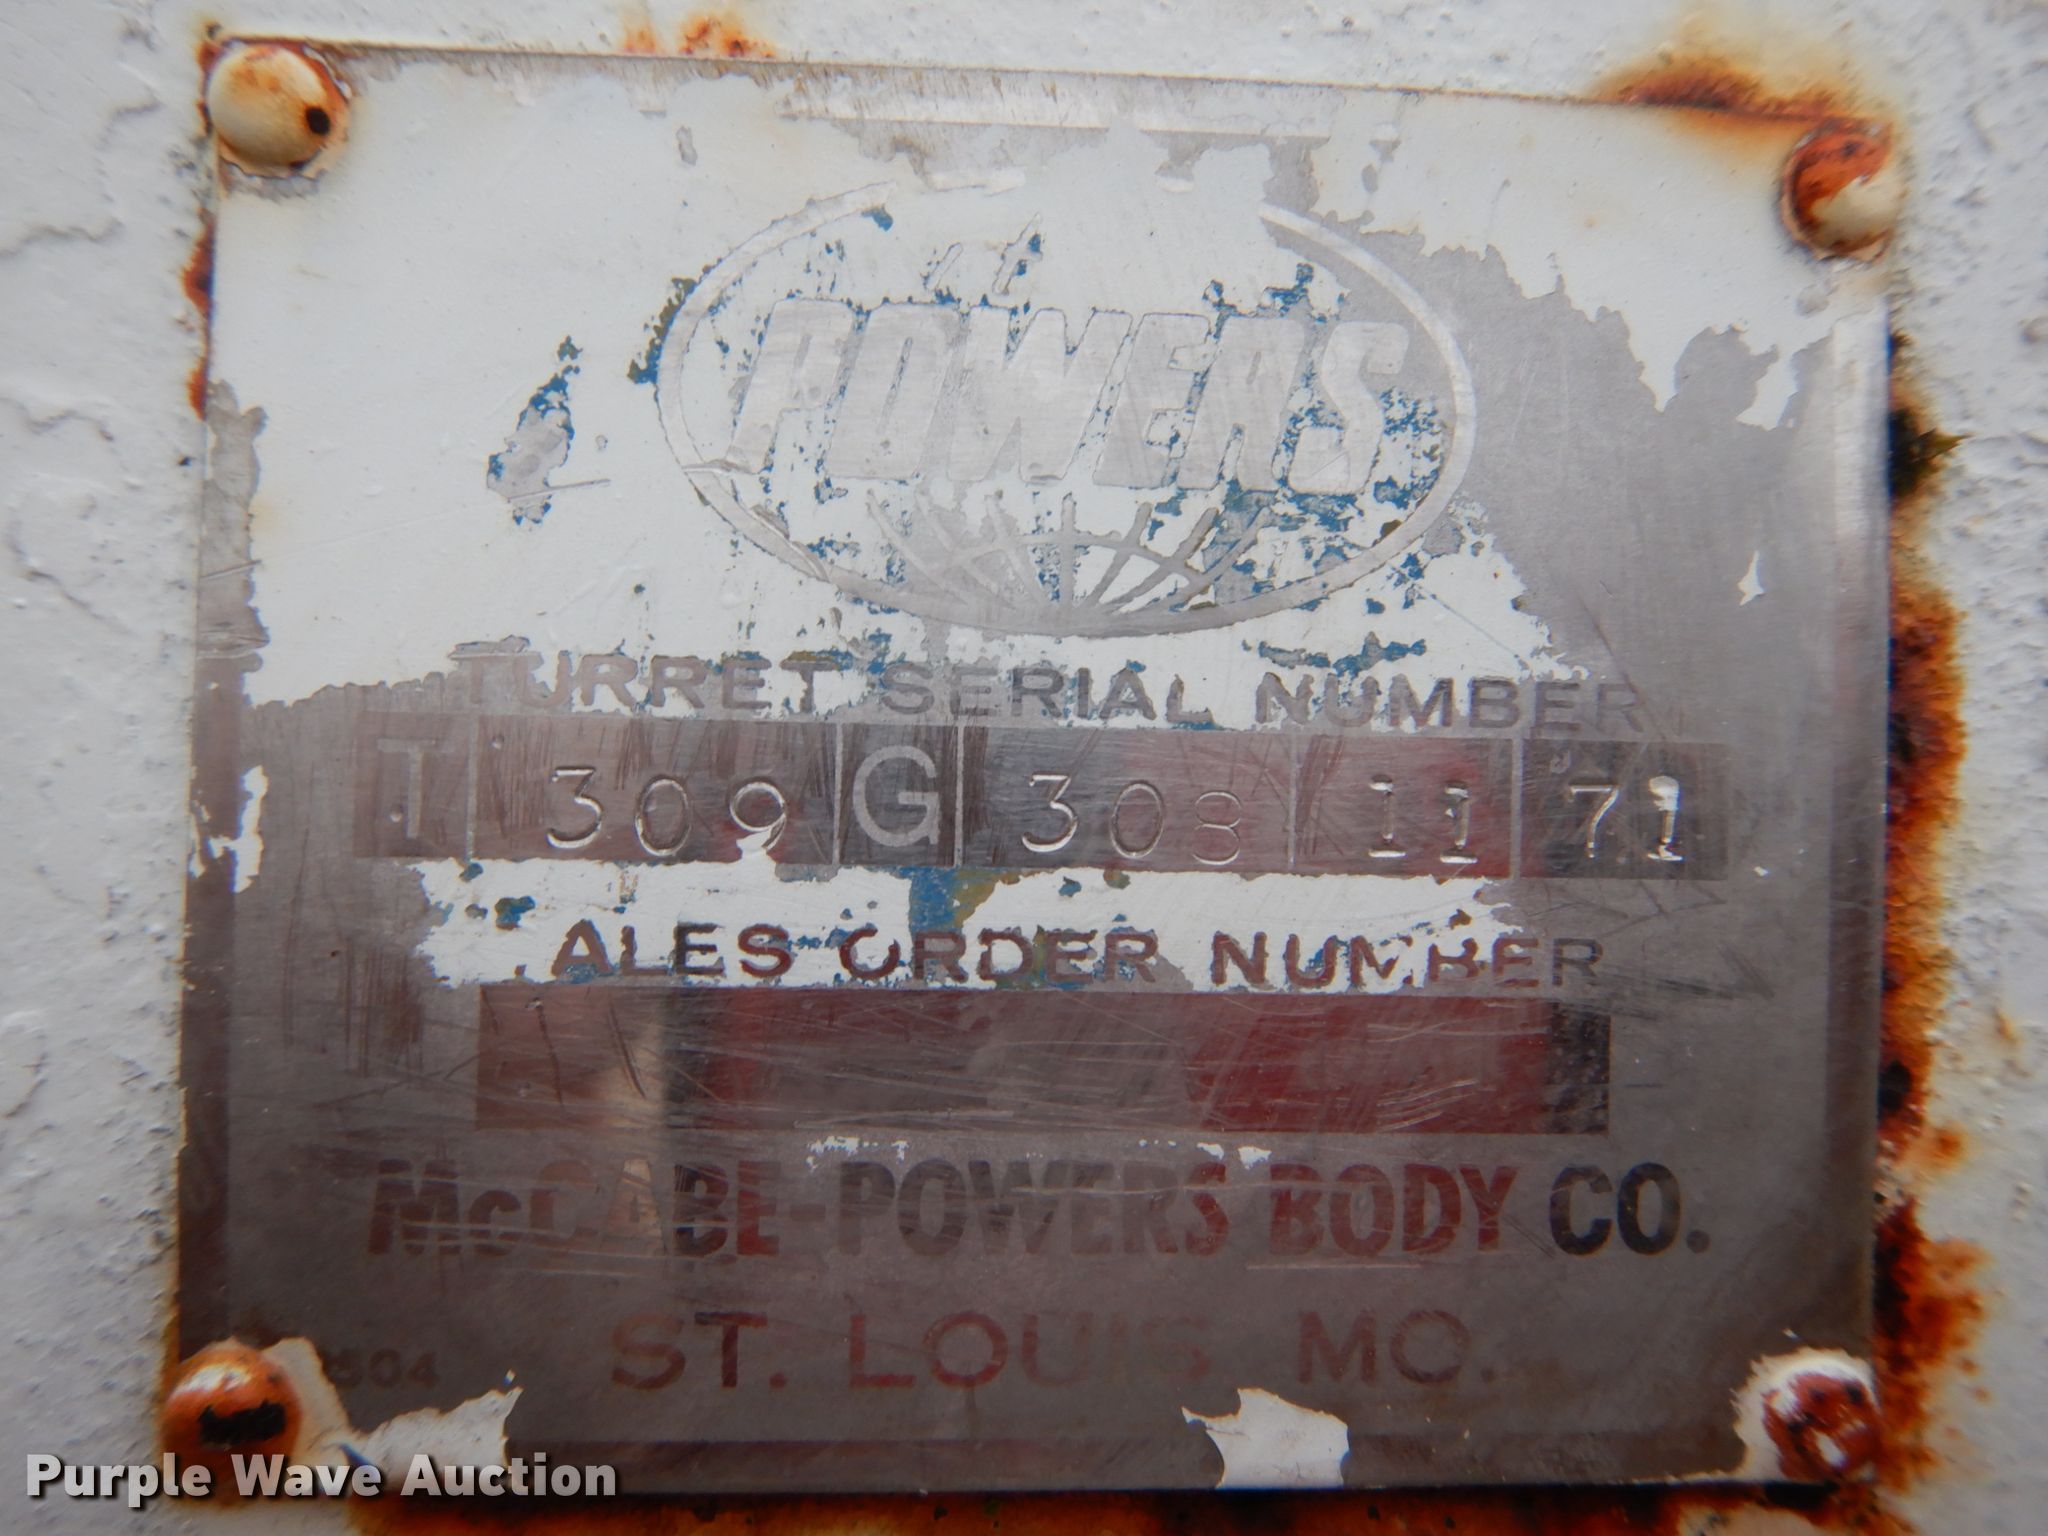 POWERS
TURRET SERIAL NUMBER
T 309 G 308 11 71
ALES ORDER NUMBER
McCABE-POWERS BODY CO.
ST. LOUIS, MO.
Purple Wave Auction